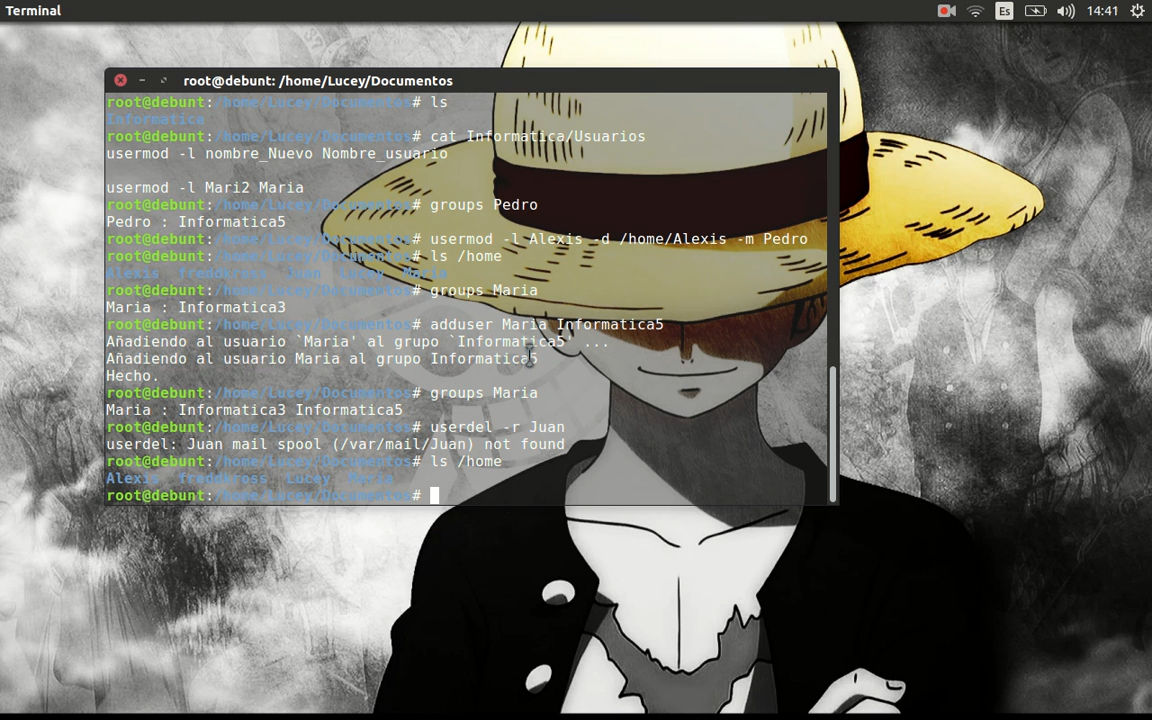 Terminal
Es
14:41
root@debunt: /home/Lucey/Documentos
root@debunt:/home/Lucey/Documentos# ls
Informatica
root@debunt:/home/Lucey/Documentos# cat Informatica/Usuarios
usermod -l nombre_Nuevo Nombre_usuario
usermod -l Mari2 Maria
root@debunt:/home/Lucey/Documentos# groups Pedro
Pedro : Informatica5
root@debunt:/home/Lucey/Documentos# usermod -l Alexis -d /home/Alexis -m Pedro
root@debunt:/home/Lucey/Documentos# ls /home
Alexis freddkross Juan Lucey Maria
root@debunt:/home/Lucey/Documentos# groups Maria
Maria : Informatica3
root@debunt:/home/Lucey/Documentos# adduser Maria Informatica5
Añadiendo al usuario `Maria' al grupo `Informatica5' ...
Añadiendo al usuario Maria al grupo Informatica5
Hecho.
root@debunt:/home/Lucey/Documentos# groups Maria
Maria : Informatica3 Informatica5
root@debunt:/home/Lucey/Documentos# userdel -r Juan
userdel: Juan mail spool (/var/mail/Juan) not found
root@debunt:/home/Lucey/Documentos# ls /home
Alexis freddkross Lucey Maria
root@debunt:/home/Lucey/Documentos#